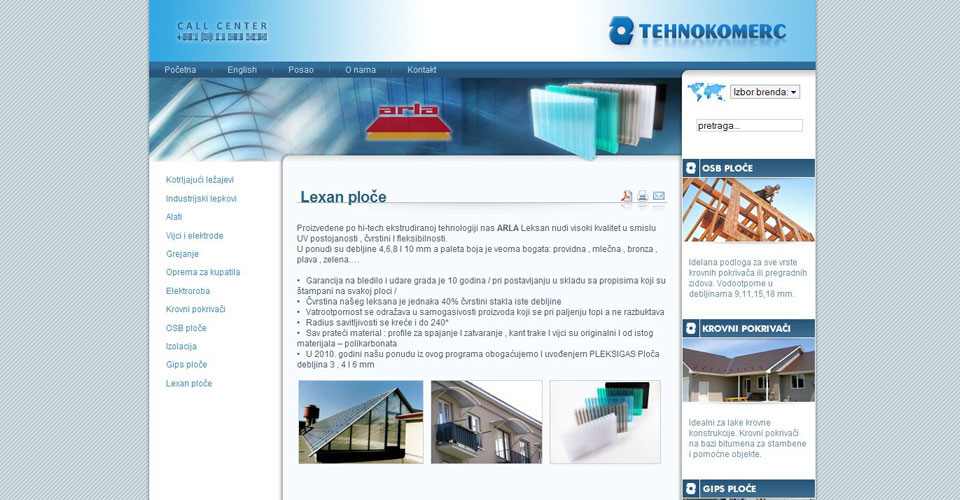 CALL CENTER
TEHNOKOMERC
Početna
English
Posao
O nama
Kontakt
arla
Izbor brenda:
pretraga...
Kotrljajući ležajevi
Industrijski lepkovi
Alati
Vijci i elektrode
Grejanje
Oprema za kupatila
Elektroroba
Krovni pokrivači
OSB ploče
Izolacija
Gips ploče
Lexan ploče
Lexan ploče
Proizvedene po hi-tech ekstrudiranoj tehnologiji nas ARLA Leksan nudi visoki kvalitet u smislu
UV postojanosti , čvrstini I fleksibilnosti.
U ponudi su debljine 4,6,8 I 10 mm a paleta boja je veoma bogata: providna , mlečna , bronza ,
plava , zelena....
• Garancija na bledilo i udare grada je 10 godina / pri postavljanju u skladu sa propisima koji su
štampani na svakoj ploci /
• Čvrstina našeg leksana je jednaka 40% čvrstini stakla iste debljine
• Vatrootpornost se odražava u samogasivosti proizvoda koji se pri paljenju topi a ne razbuktava
• Radius savitljivosti se kreće i do 240°
• Sav prateći material : profile za spajanje I zatvaranje , kant trake I vijci su originalni I od istog
materijala – polikarbonata
• U 2010. godini našu ponudu iz ovog programa obogaćujemo I uvođenjem PLEKSIGAS Ploča
debljina 3 , 4 I 6 mm
OSB PLOČE
Idelana podloga za sve vrste
krovnih pokrivača ili pregradnih
zidova. Vodootporne u
debljinama 9,11,15,18 mm.
KROVNI POKRIVAČI
Idealni za lake krovne
konstrukcije. Krovni pokrivači
na bazi bitumena za stambene
i pomoćne objekte.
GIPS PLOČE